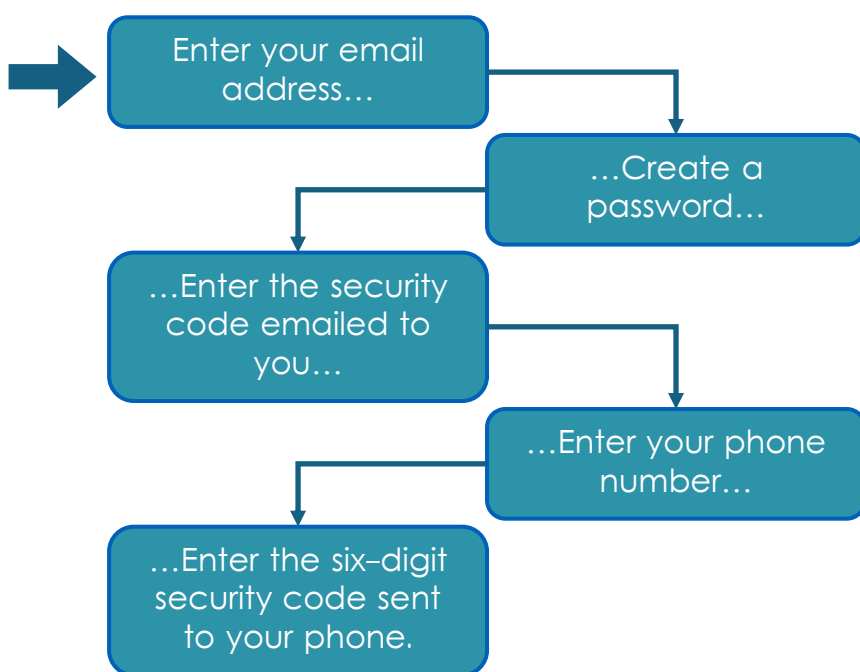 Enter your email
address…
…Create a
password…
…Enter the security
code emailed to
you…
…Enter your phone
number…
…Enter the six–digit
security code sent
to your phone.